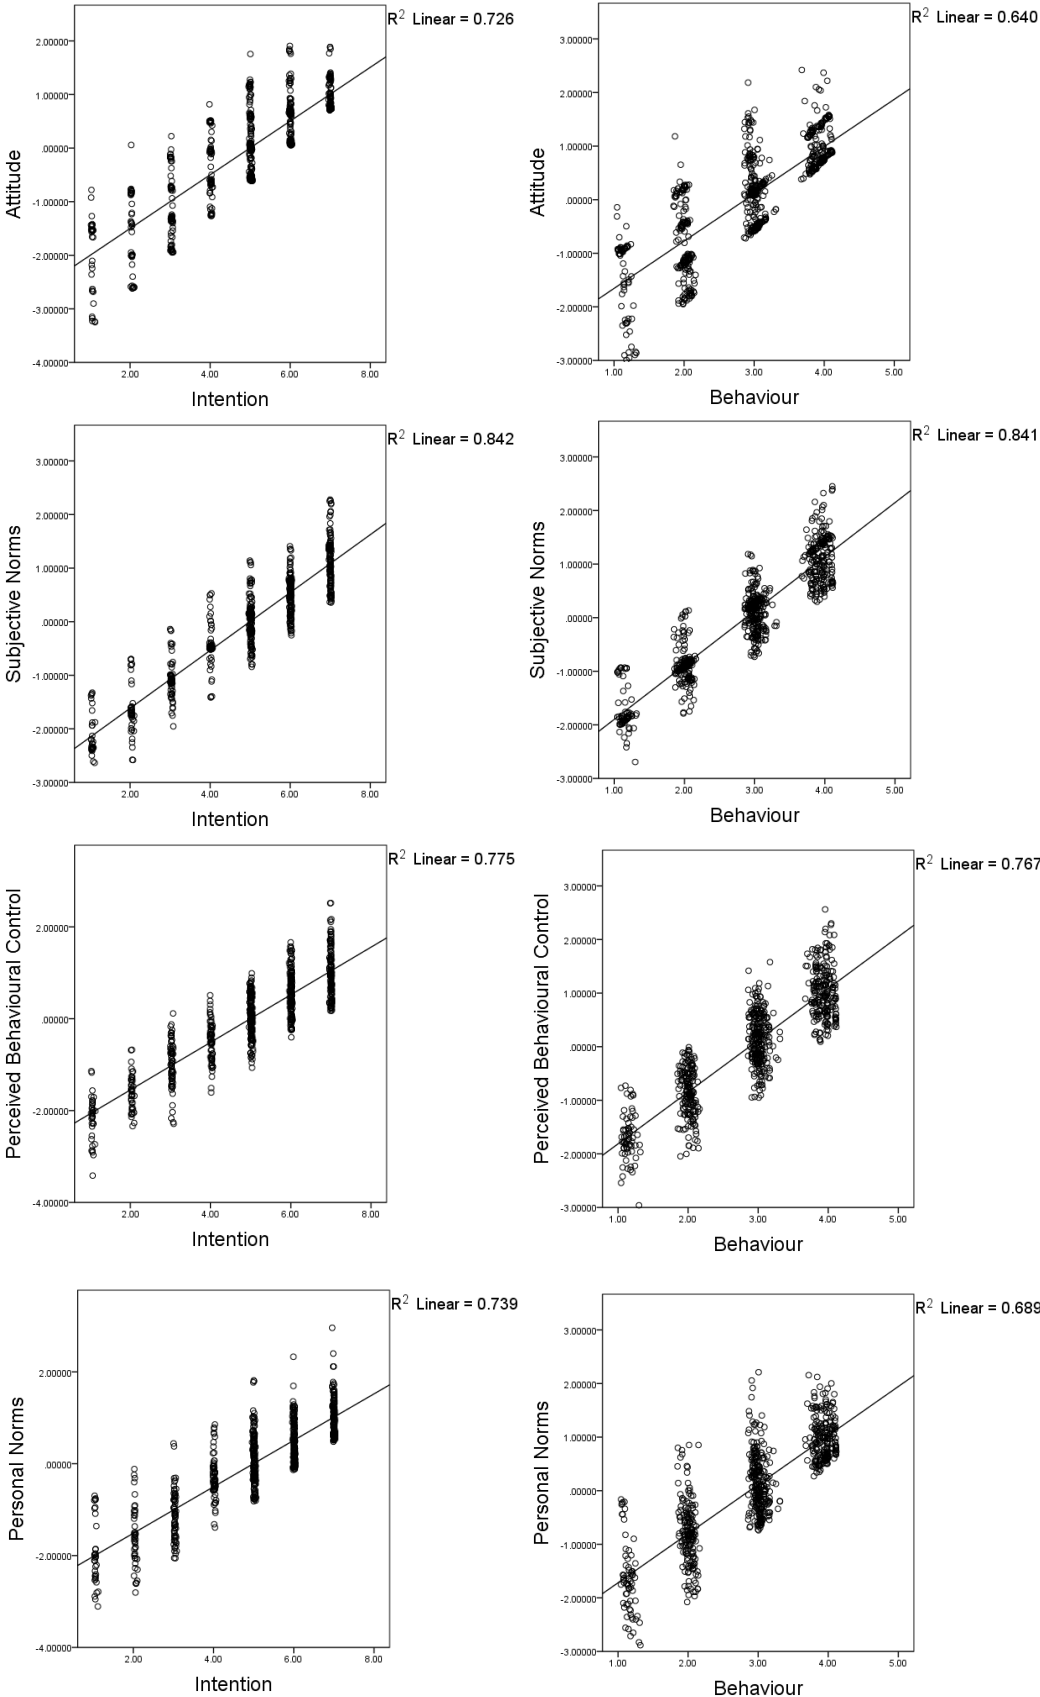 R² Linear = 0.726
2.00000
1.00000
.00000
-1.00000
-2.00000
-3.00000
-4.00000
Attitude
2.00 4.00 6.00 8.00
Intention
R² Linear = 0.640
3.00000
2.00000
1.00000
.00000
-1.00000
-2.00000
-3.00000
Attitude
1.00 2.00 3.00 4.00 5.00
Behaviour
R² Linear = 0.842
3.00000
2.00000
1.00000
.00000
-1.00000
-2.00000
-3.00000
Subjective Norms
2.00 4.00 6.00 8.00
Intention
R² Linear = 0.841
3.00000
2.00000
1.00000
.00000
-1.00000
-2.00000
-3.00000
Subjective Norms
1.00 2.00 3.00 4.00 5.00
Behaviour
R² Linear = 0.775
2.00000
.00000
-2.00000
-4.00000
Perceived Behavioural Control
2.00 4.00 6.00 8.00
Intention
R² Linear = 0.767
3.00000
2.00000
1.00000
.00000
-1.00000
-2.00000
-3.00000
Perceived Behavioural Control
1.00 2.00 3.00 4.00 5.00
Behaviour
R² Linear = 0.739
2.00000
.00000
-2.00000
-4.00000
Personal Norms
2.00 4.00 6.00 8.00
Intention
R² Linear = 0.689
3.00000
2.00000
1.00000
.00000
-1.00000
-2.00000
-3.00000
Personal Norms
1.00 2.00 3.00 4.00 5.00
Behaviour